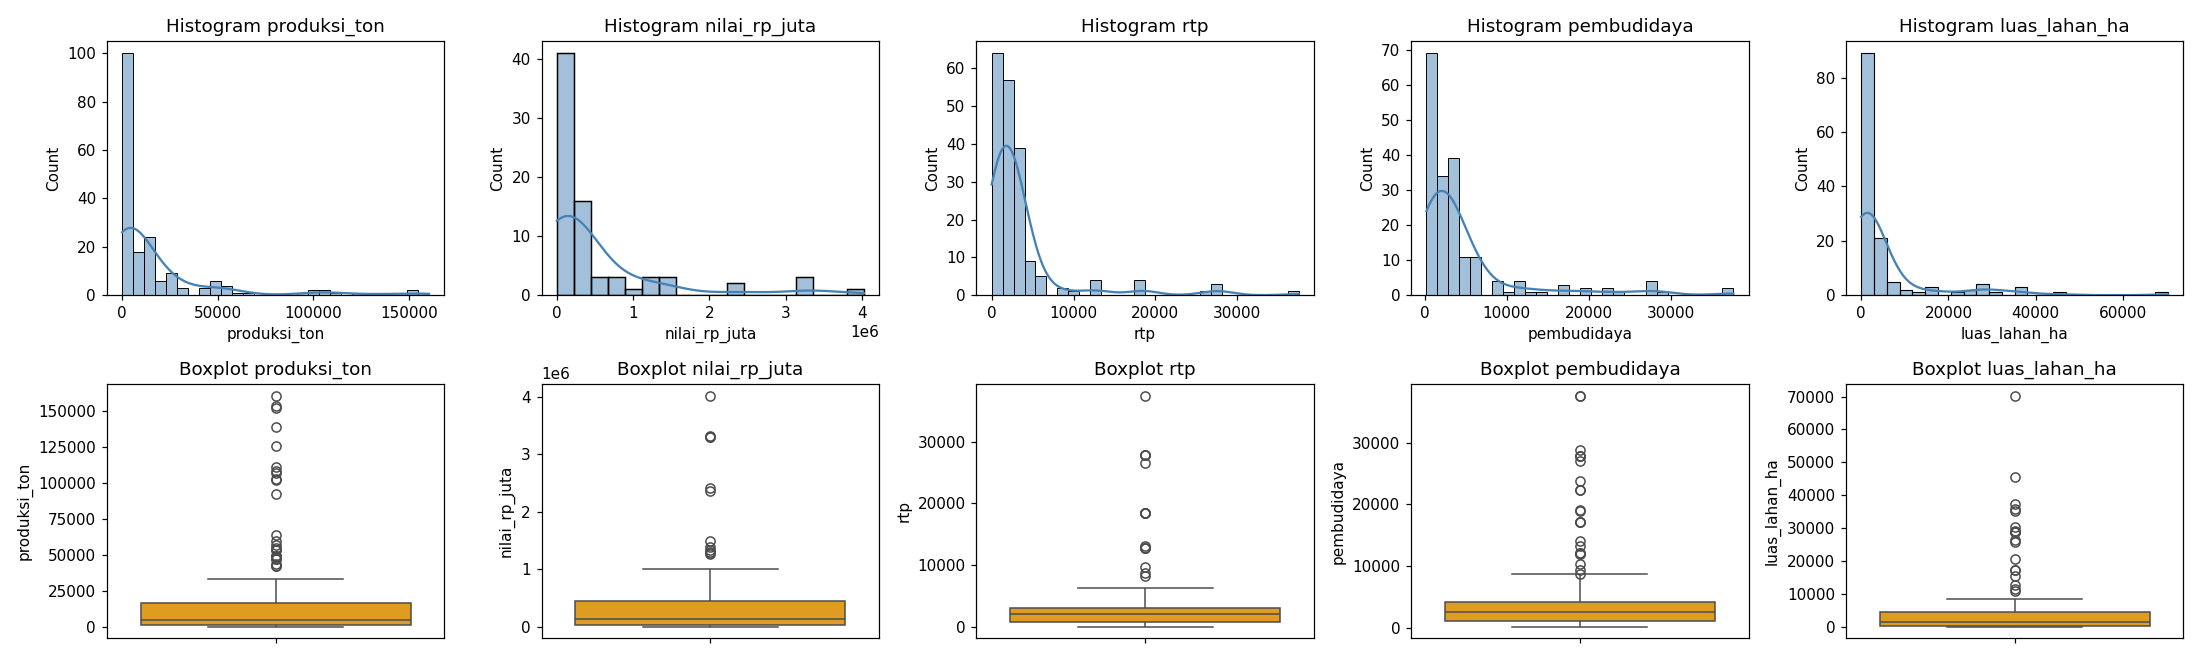 Histogram produksi_ton
Histogram nilai_rp_juta
Histogram rtp
Histogram pembudidaya
Histogram luas_lahan_ha
Count
100
80
60
40
20
0
0 50000 100000 150000
produksi_ton
Count
40
30
20
10
0
0 1 2 3 4
1e6
nilai_rp_juta
Count
60
50
40
30
20
10
0
0 10000 20000 30000
rtp
Count
70
60
50
40
30
20
10
0
0 10000 20000 30000
pembudidaya
Count
80
60
40
20
0
0 20000 40000 60000
luas_lahan_ha
Boxplot produksi_ton
produksi_ton
150000
125000
100000
75000
50000
25000
0
1e6
Boxplot nilai_rp_juta
nilai_rp_juta
4
3
2
1
0
Boxplot rtp
rtp
30000
20000
10000
0
Boxplot pembudidaya
pembudidaya
30000
20000
10000
0
Boxplot luas_lahan_ha
luas_lahan_ha
70000
60000
50000
40000
30000
20000
10000
0